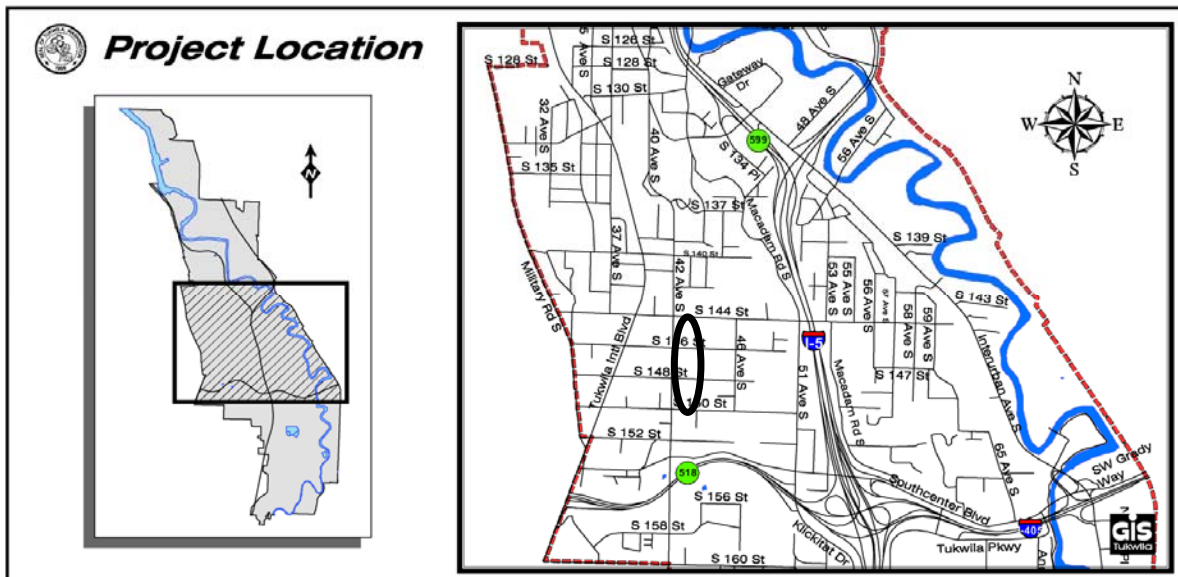 Project Location
N
S 128 St
5 Ave S
S 126 St
S 128 St
S 130 St
Gateway Dr
32 Ave S
40 Ave S
48 Ave S
56 Ave S
599
S 134 Pl
S 135 St
S 137 St
Macadam Rd S
N
W
E
S
37 Ave S
42 Ave S
S 140 St
S 139 St
Military Rd S
Tukwila Intl Blvd
S 144 St
S 143 St
53 Ave S
55 Ave S
56 Ave S
57 Ave S
58 Ave S
59 Ave S
46 Ave S
I-5
S 148 St
S 147 St
51 Ave S
Macadam Rd S
Interurban Ave S
S 152 St
65 Ave S
518
S 156 St
Southcenter Blvd
SW Grady Way
S 158 St
Klickitat Dr
Tukwila Pkwy
S 160 St
GIS
Tukwila